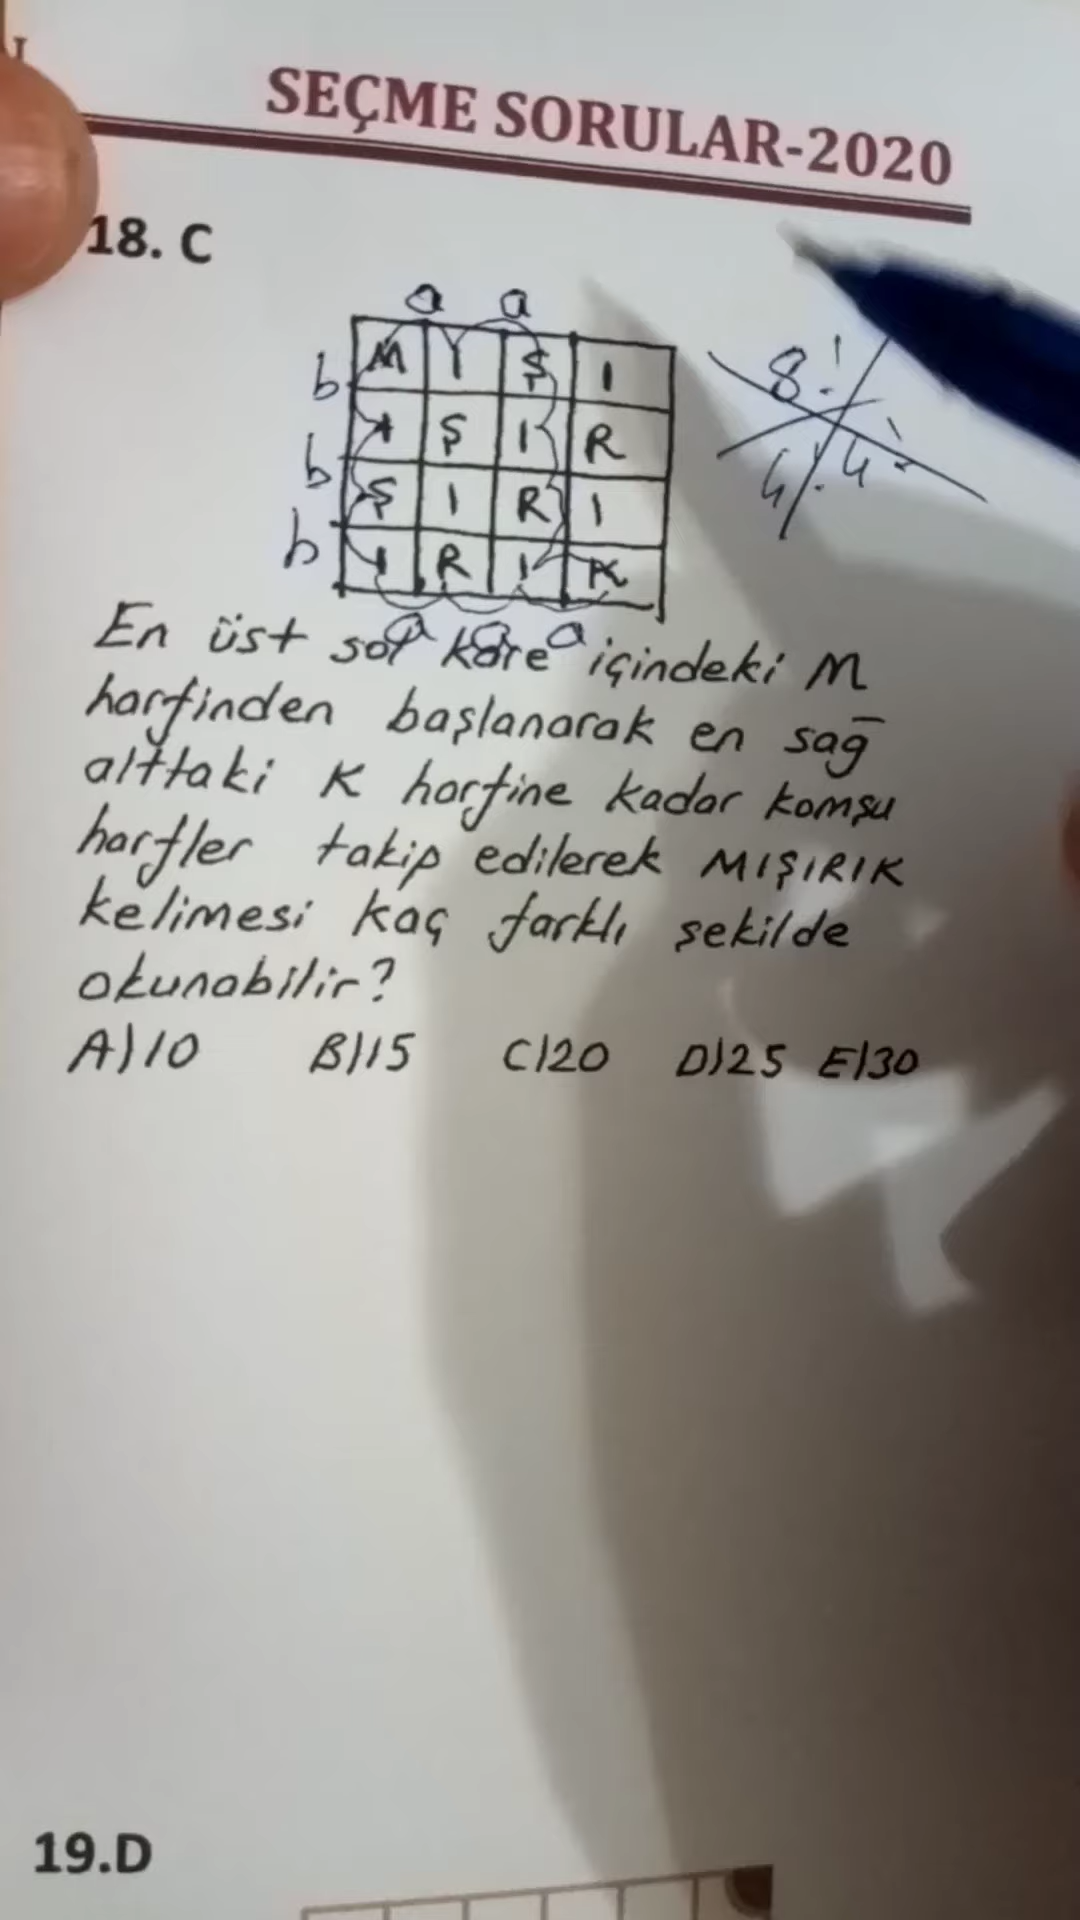 SEÇME SORULAR-2020
18. C
a a
b M I Ş I
b I Ş I R
b Ş I R I
b I R I K
a a a
8!
4!.4!
En üst sol kare içindeki M
harfinden başlanarak en sağ
alttaki K harfine kadar komşu
harfler takip edilerek MIŞIRIK
kelimesi kaç farklı şekilde
okunabilir?
A)10 B)15 C)20 D)25 E)30
19.D